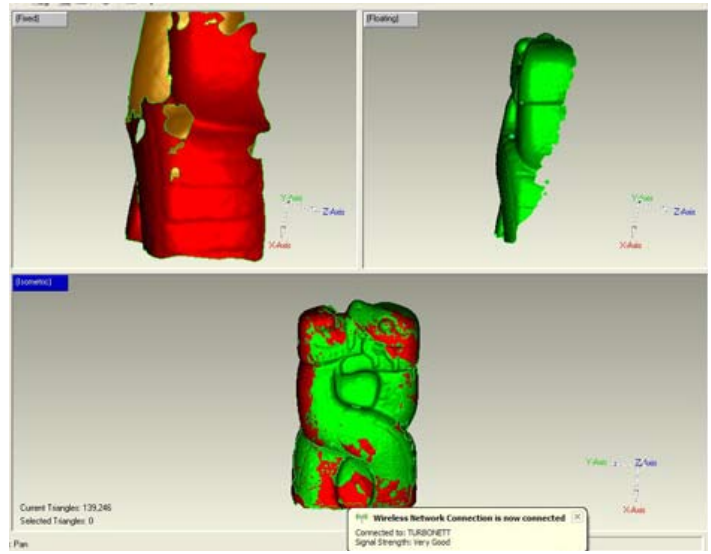 (Fixed)
(Floating)
Y-Axis
Z-Axis
X-Axis
Y-Axis
Z-Axis
X-Axis
(Isometric)
Y-Axis
Z-Axis
X-Axis
Current Triangles: 139,246
Selected Triangles: 0
Wireless Network Connection is now connected
Connected to: TURBONETT
Signal Strength: Very Good
: Pan